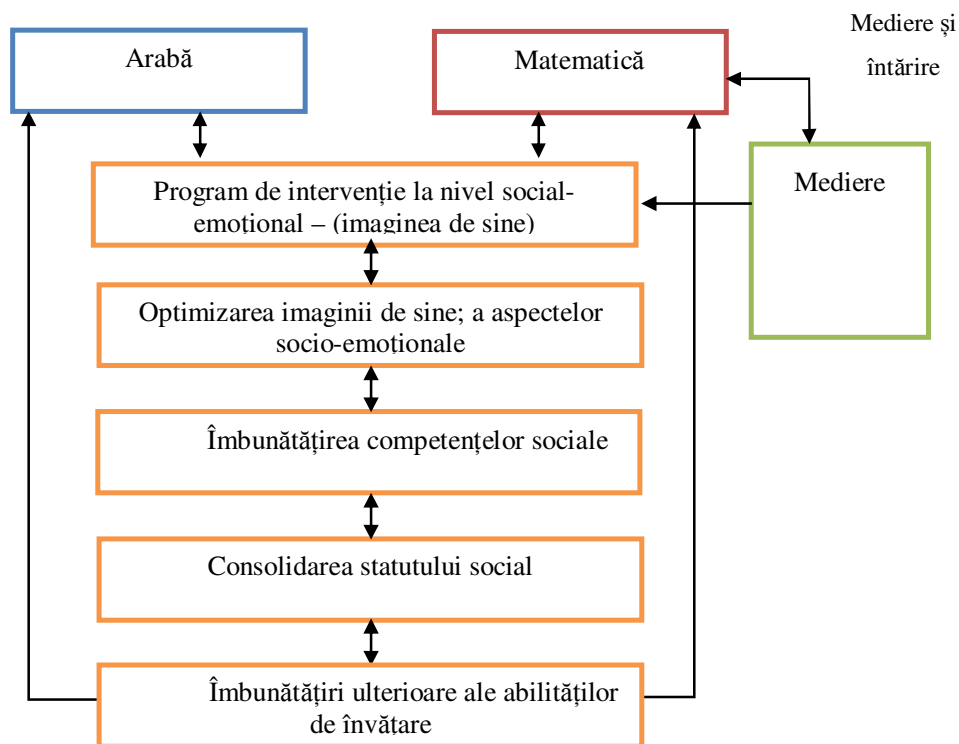 Arabă
Matematică
Mediere și
întărire
Mediere
Program de intervenție la nivel social-
emoțional – (imaginea de sine)
Optimizarea imaginii de sine; a aspectelor
socio-emoționale
Îmbunătățirea competențelor sociale
Consolidarea statutului social
Îmbunătățiri ulterioare ale abilităților
de învățare